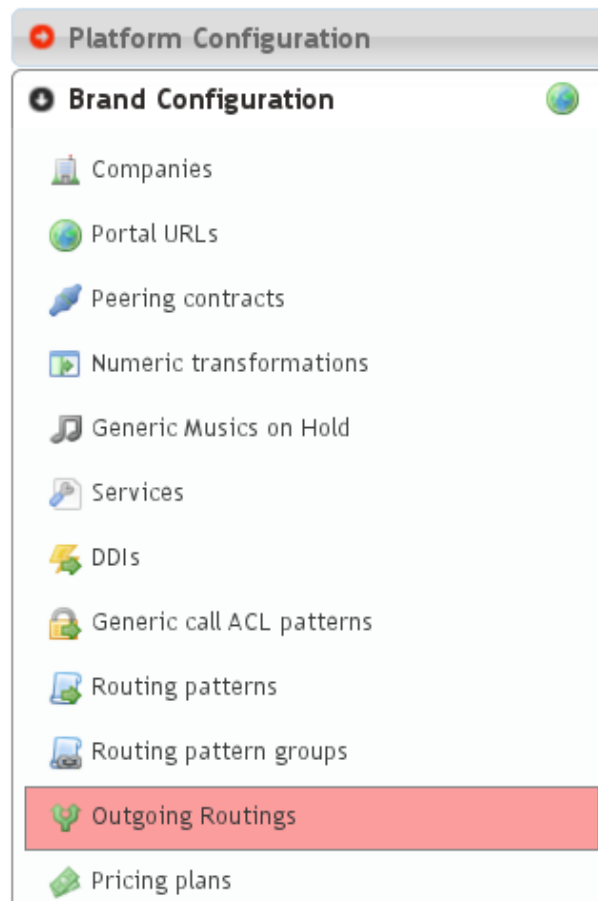 Platform Configuration
Brand Configuration
Companies
Portal URLs
Peering contracts
Numeric transformations
Generic Musics on Hold
Services
DDIs
Generic call ACL patterns
Routing patterns
Routing pattern groups
Outgoing Routings
Pricing plans